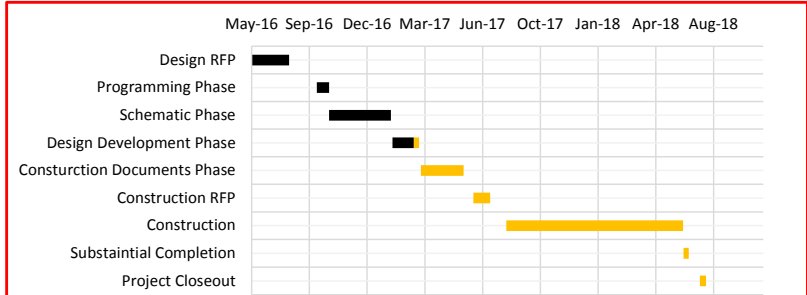 May-16 Sep-16 Dec-16 Mar-17 Jun-17 Oct-17 Jan-18 Apr-18 Aug-18
Design RFP
Programming Phase
Schematic Phase
Design Development Phase
Consturction Documents Phase
Construction RFP
Construction
Substaintial Completion
Project Closeout